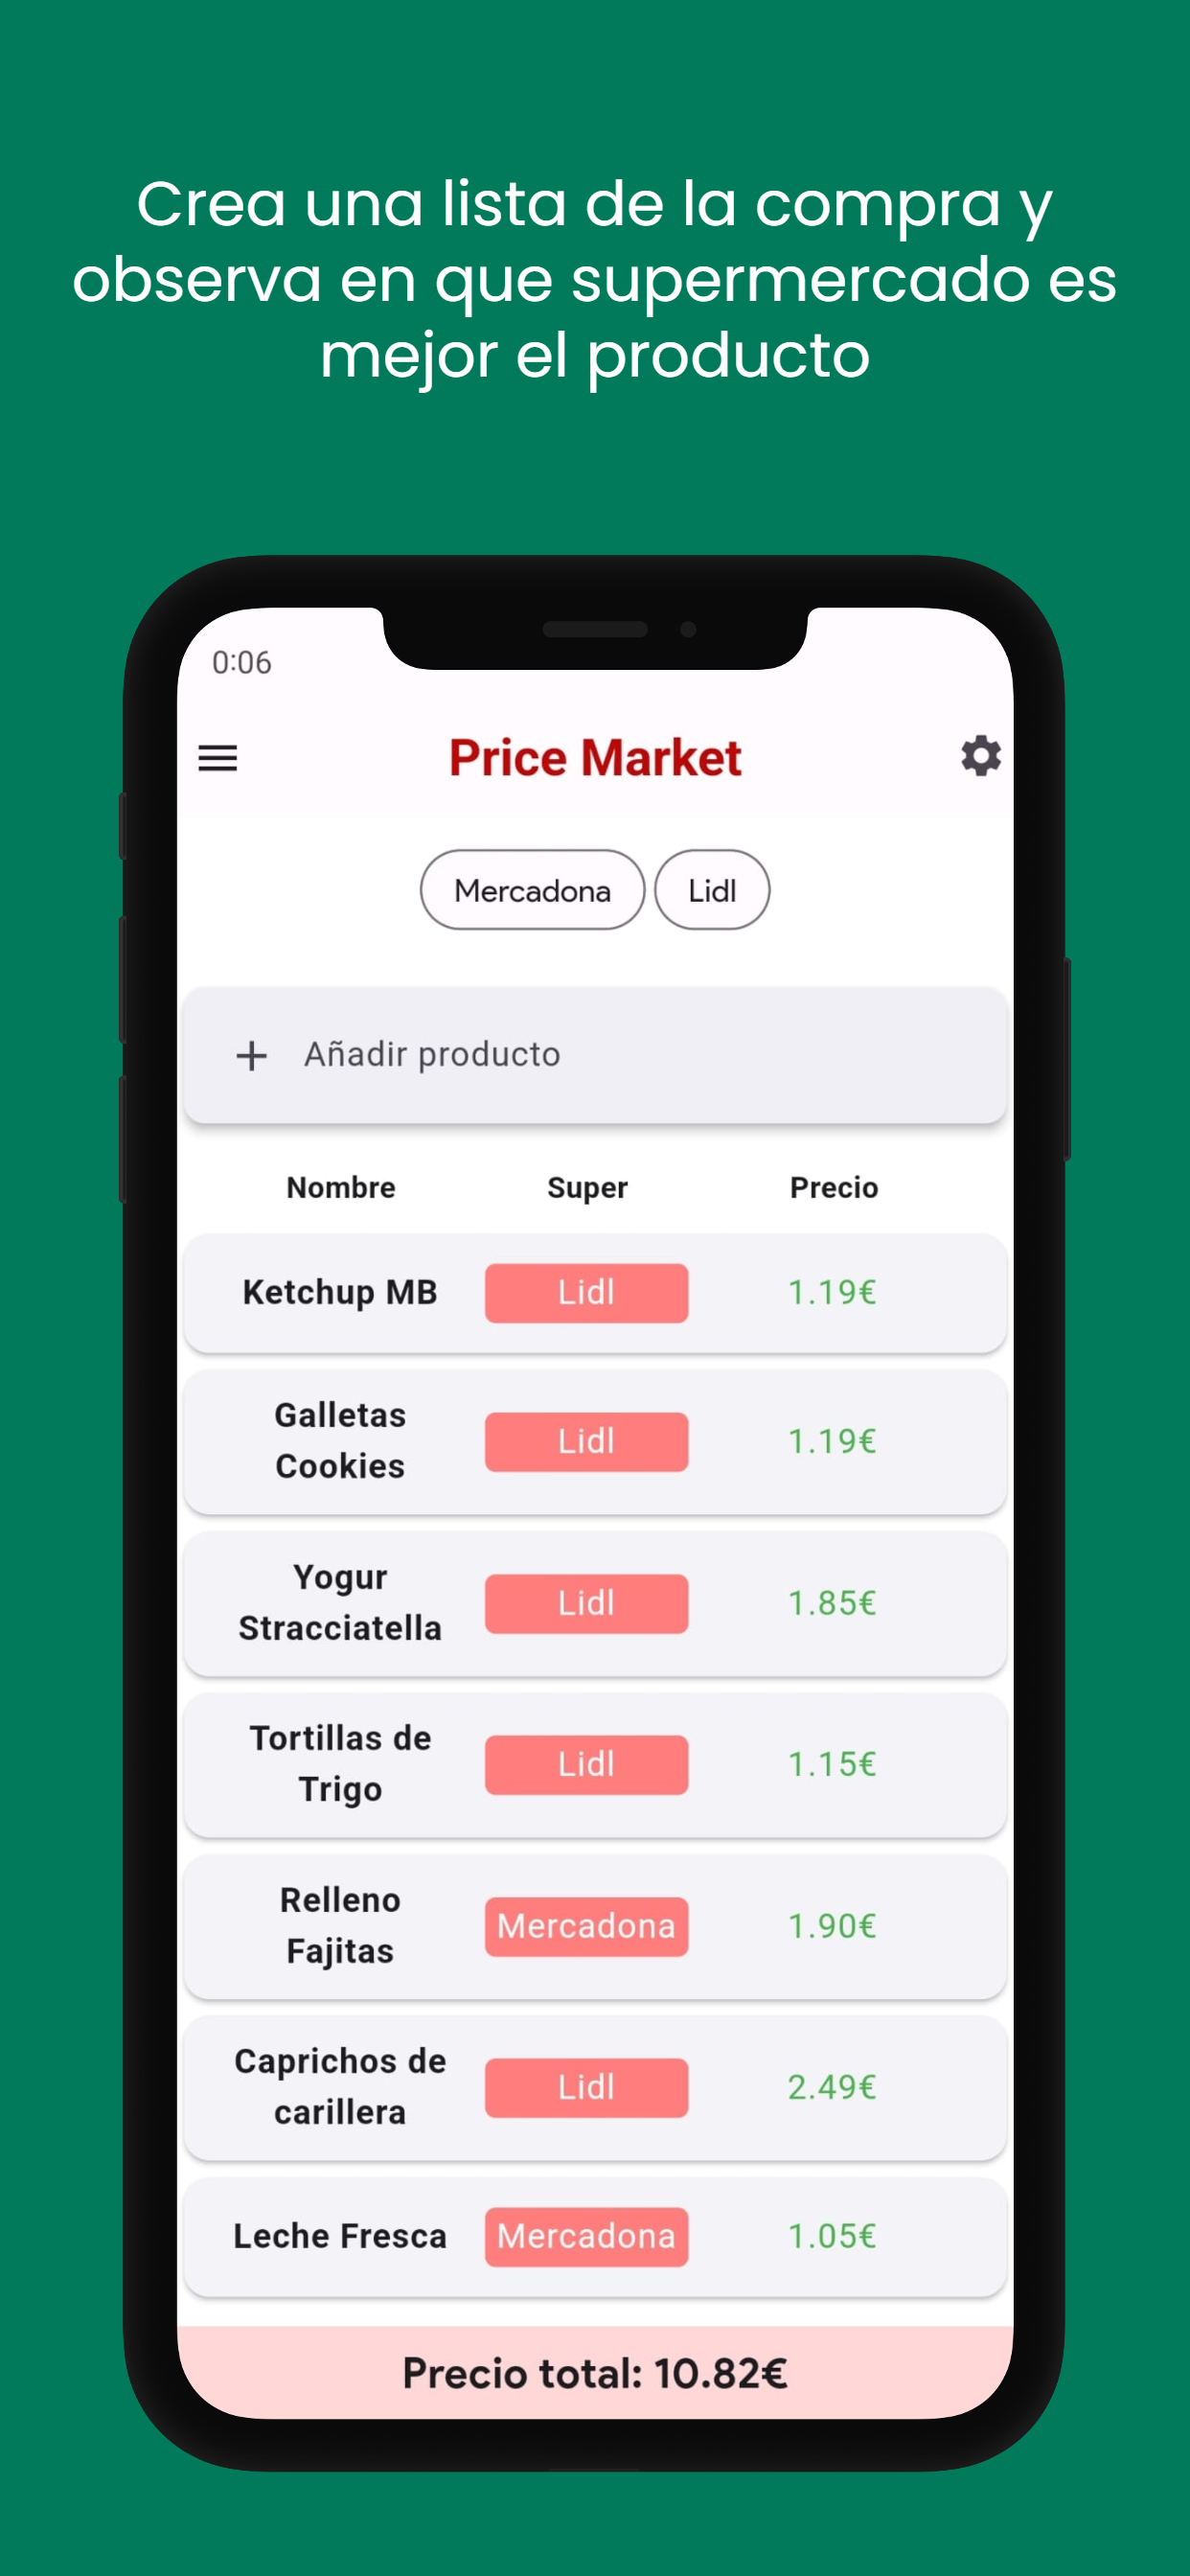 Crea una lista de la compra y
observa en que supermercado es
mejor el producto
0:06
Price Market
Mercadona
Lidl
Añadir producto
Nombre Super Precio
Ketchup MB Lidl 1.19€
Galletas
Cookies
Lidl 1.19€
Yogur
Stracciatella
Lidl 1.85€
Tortillas de
Trigo
Lidl 1.15€
Relleno
Fajitas
Mercadona 1.90€
Caprichos de
carillera
Lidl 2.49€
Leche Fresca Mercadona 1.05€
Precio total: 10.82€